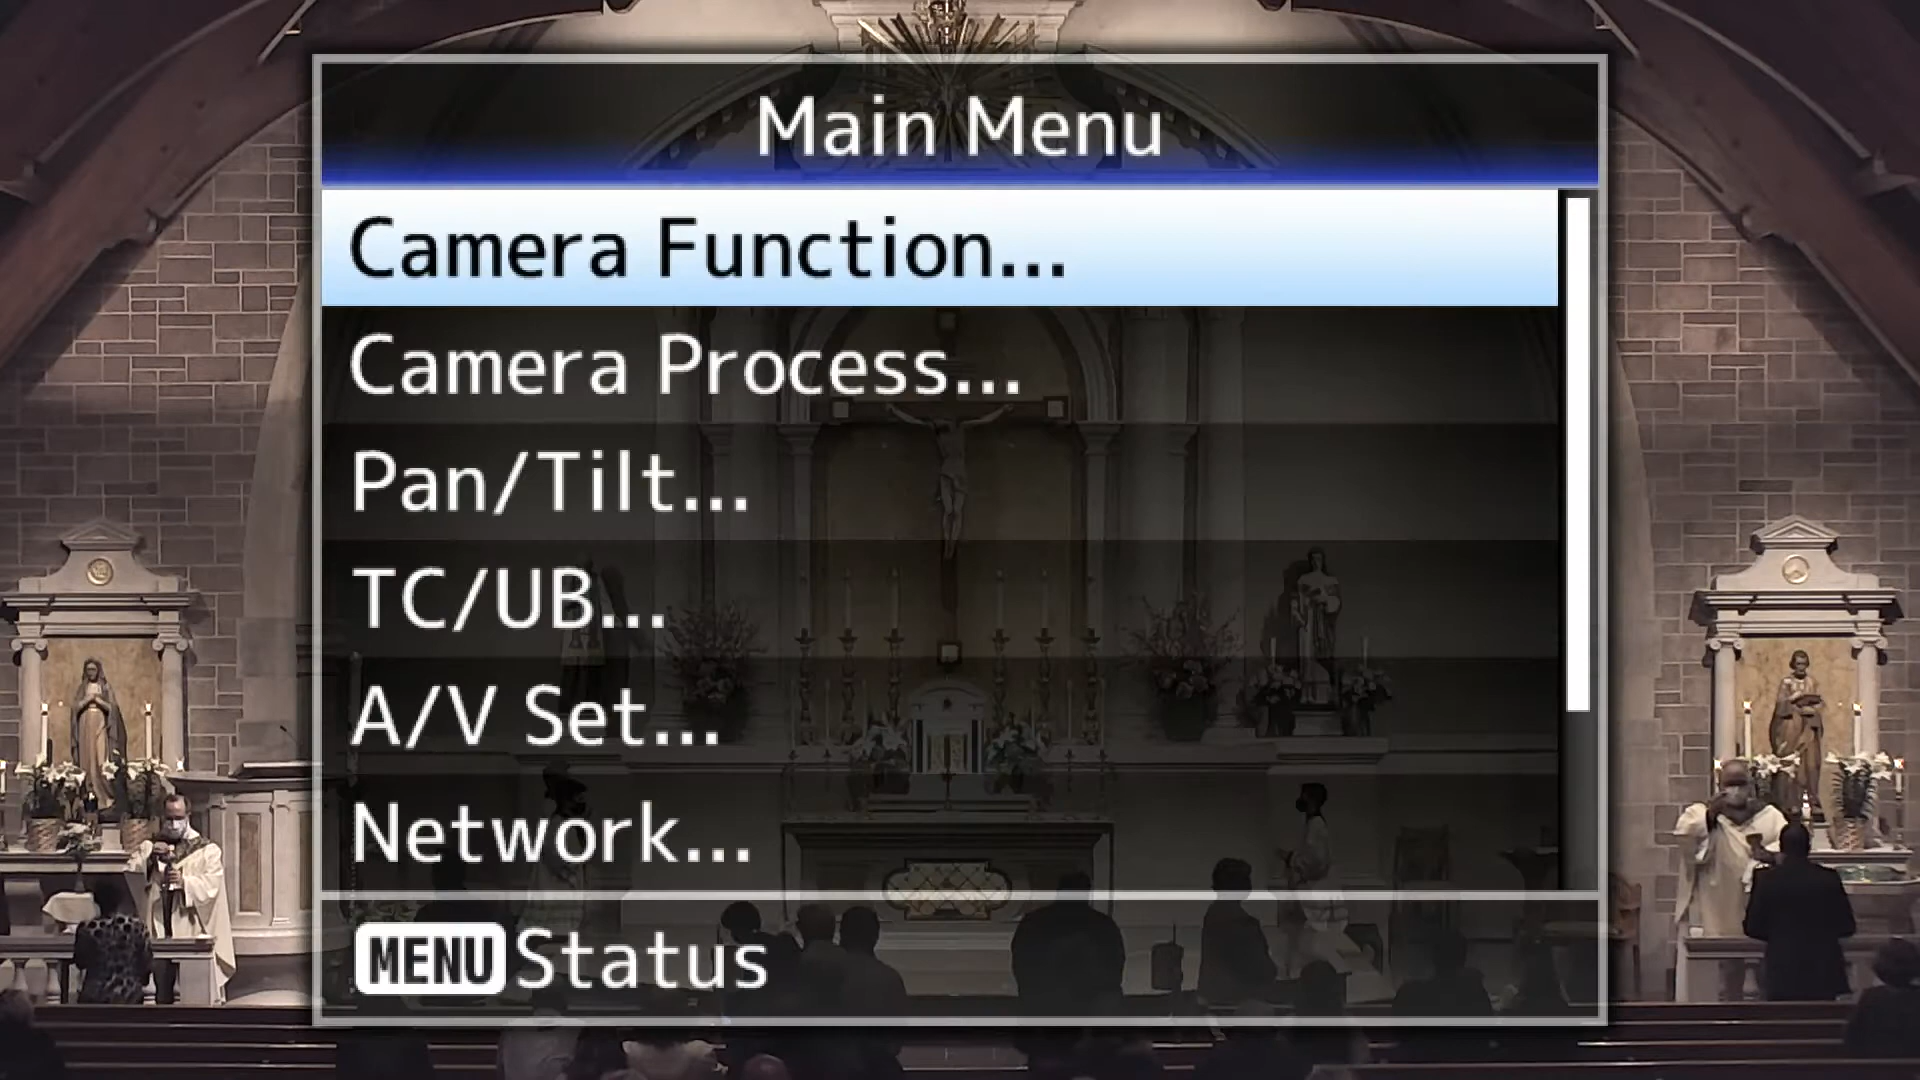 Main Menu
Camera Function...
Camera Process...
Pan/Tilt...
TC/UB...
A/V Set...
Network...
MENU Status